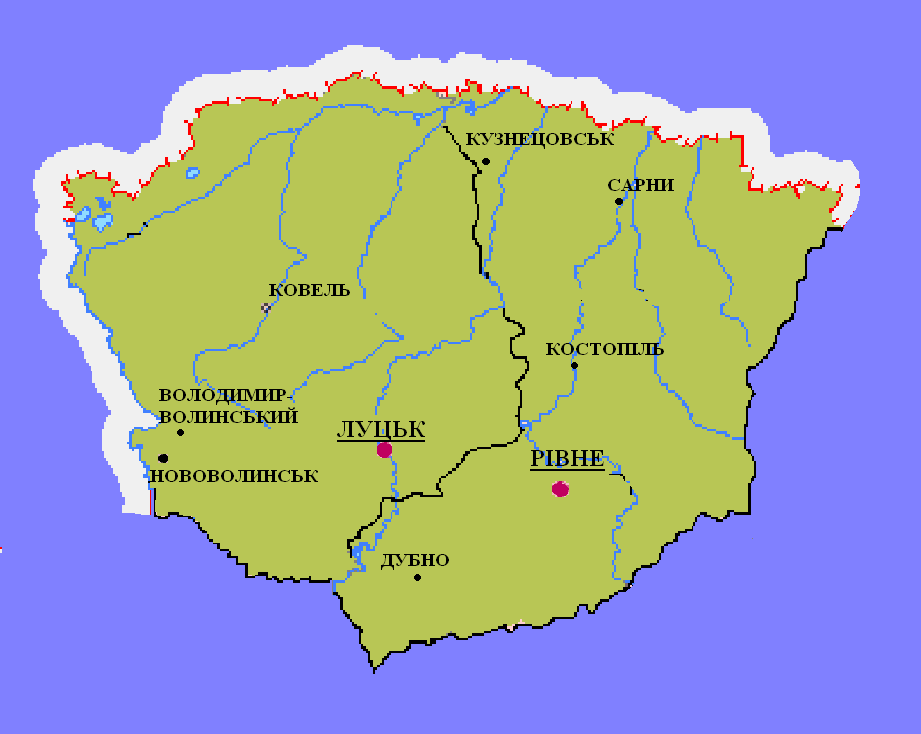 КУЗНЕЦОВСЬК
САРНИ
КОВЕЛЬ
КОСТОПІЛЬ
ВОЛОДИМИР-
ВОЛИНСЬКИЙ
ЛУЦЬК
РІВНЕ
НОВОВОЛИНСЬК
ДУБНО